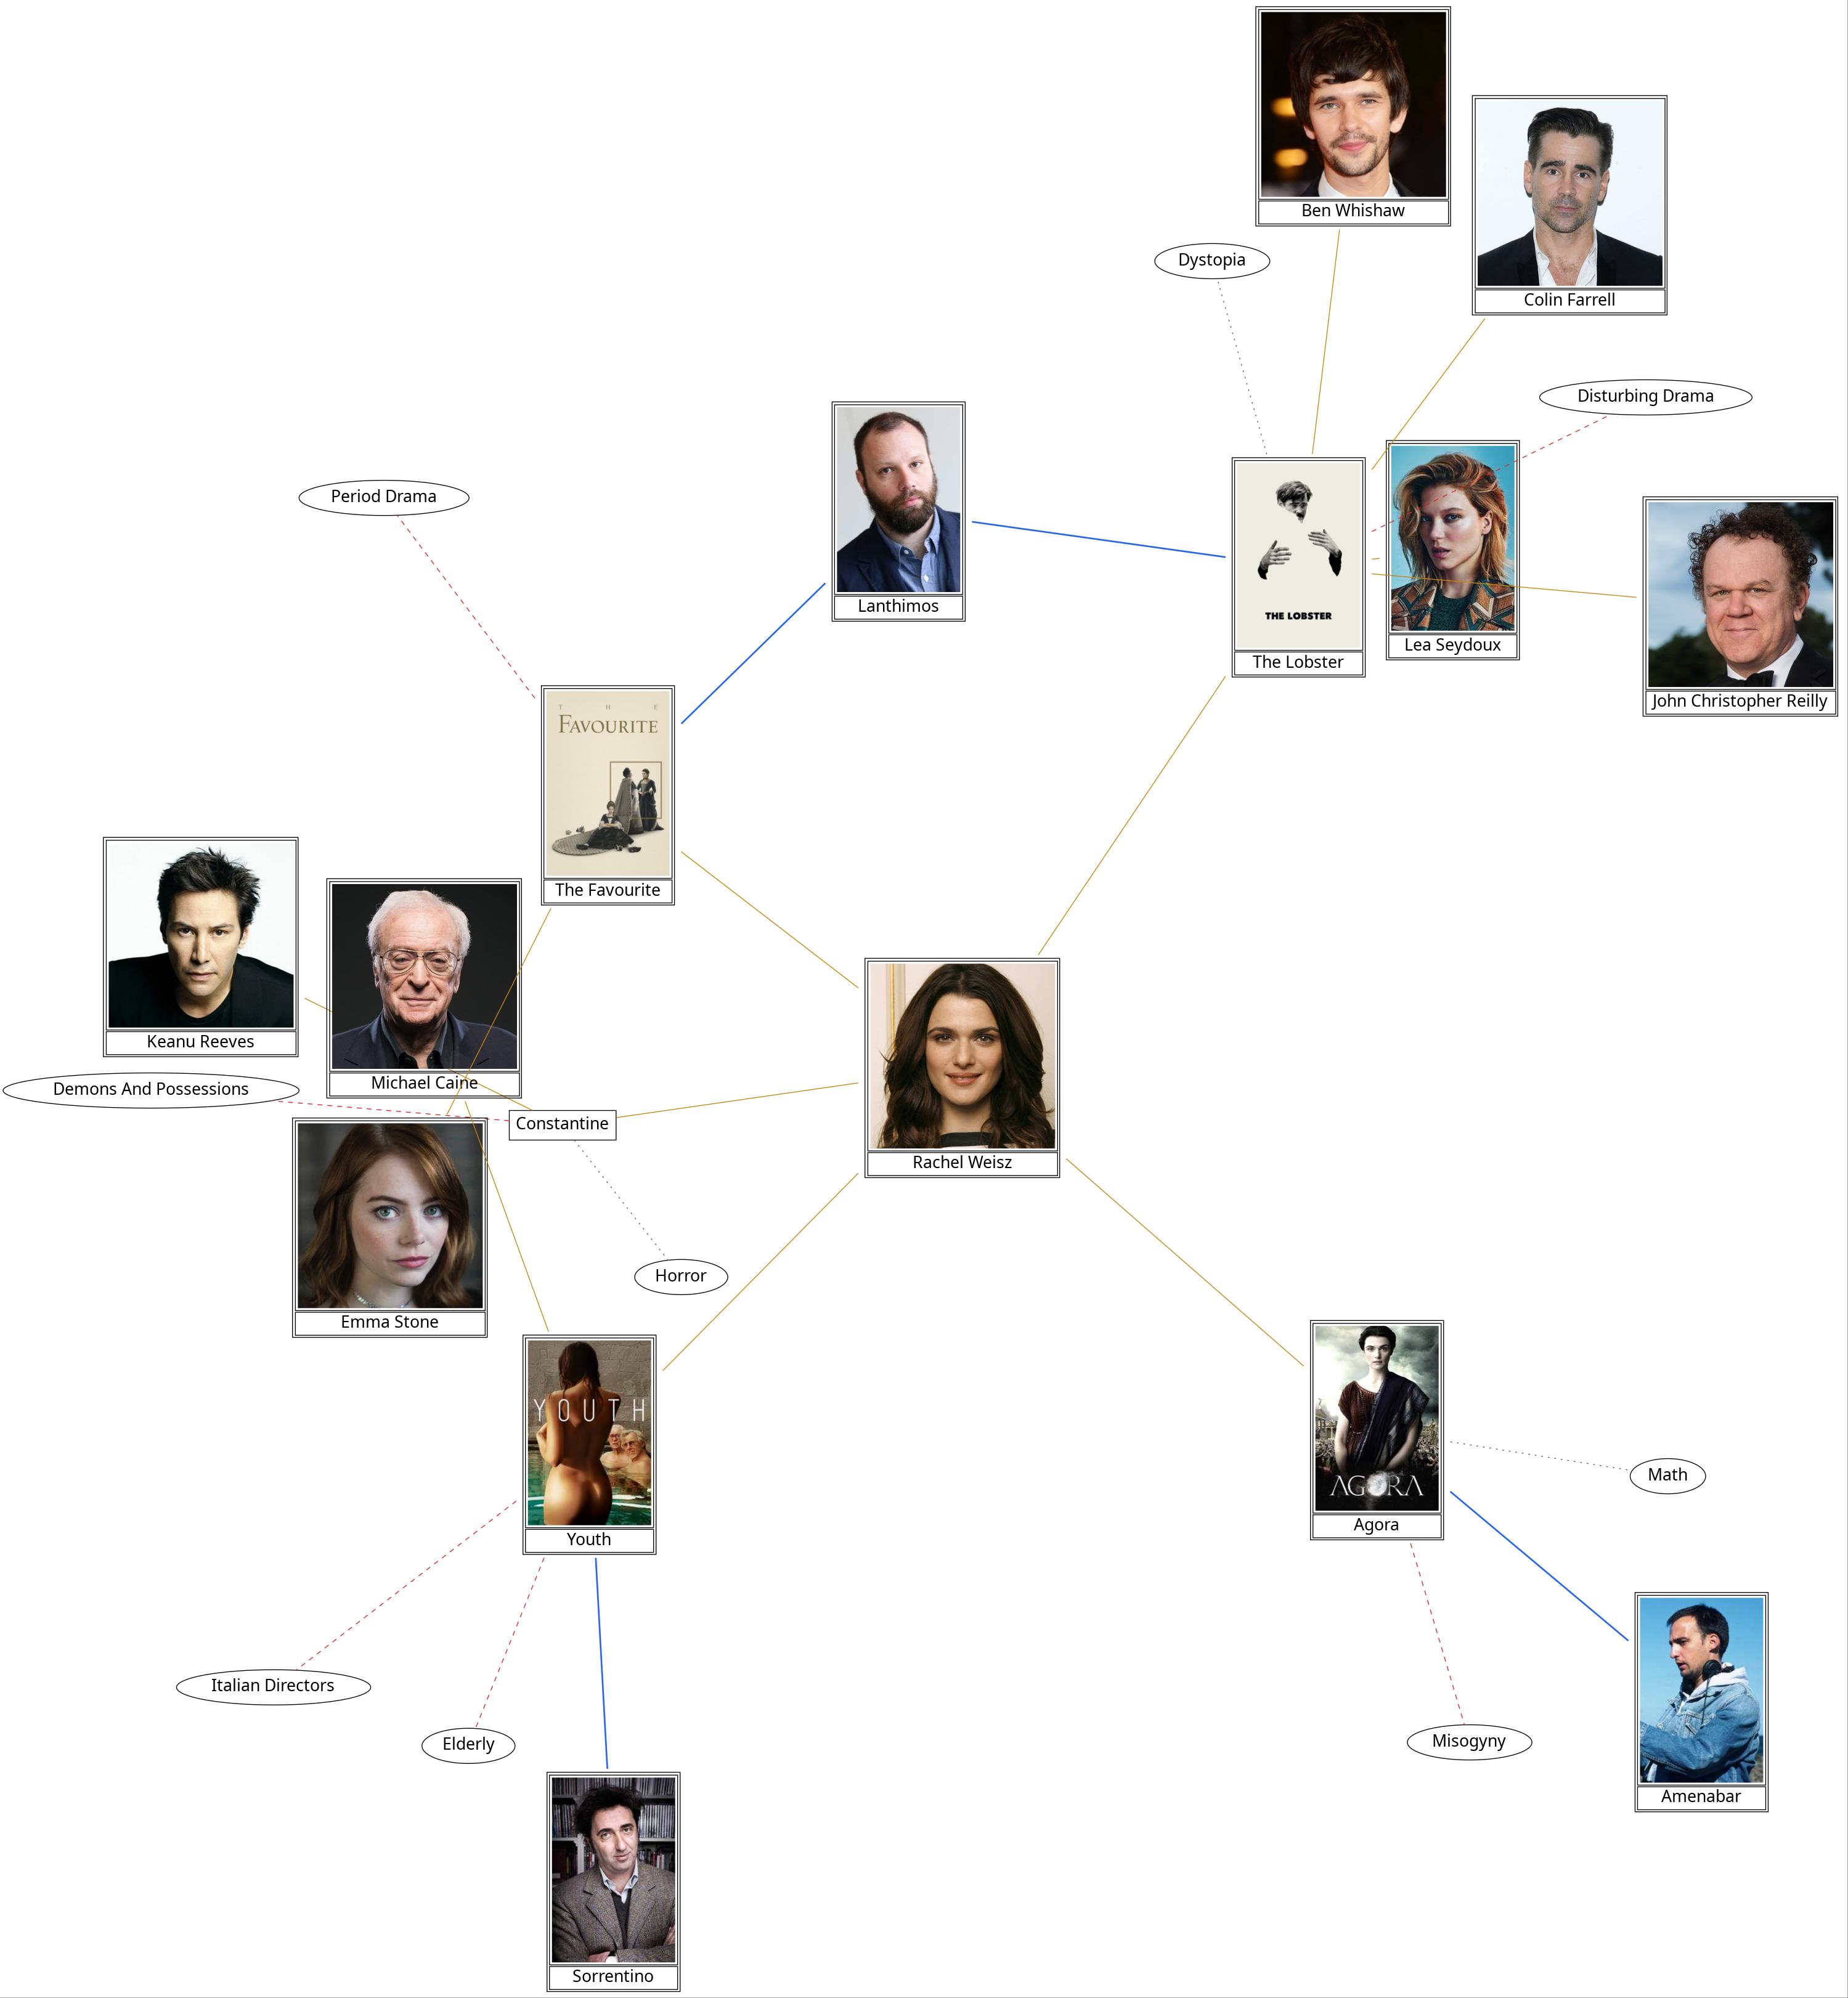 Ben Whishaw
Dystopia
Colin Farrell
Disturbing Drama
Period Drama
Lanthimos
THE LOBSTER
The Lobster
Lea Seydoux
John Christopher Reilly
THE
FAVOURITE
The Favourite
Keanu Reeves
Michael Caine
Demons And Possessions
Constantine
Rachel Weisz
Emma Stone
Horror
YOUTH
Youth
AGORA
Agora
Math
Italian Directors
Elderly
Misogyny
Amenabar
Sorrentino